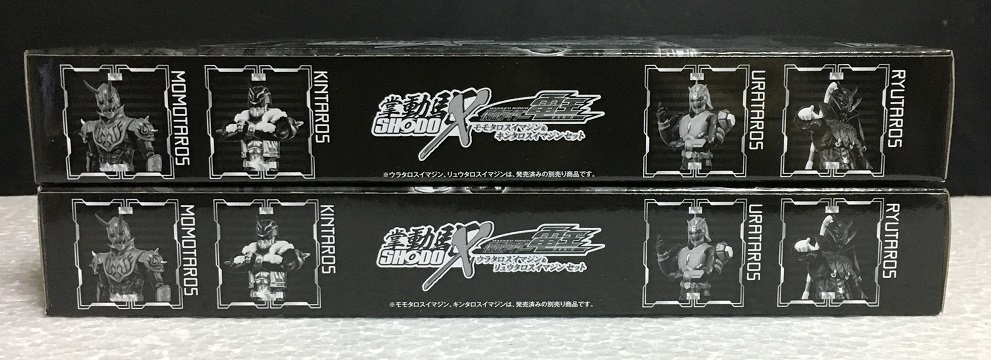 MOMOTAROS
KINTAROS
掌動駿
SHODO X
KAMEN RIDER
仮面ライダー電王
モモタロスイマジン&
キンタロスイマジンセット
※ウラタロスイマジン、リュウタロスイマジンは、発売済みの別売り商品です。
URATAROS
RYUTAROS
MOMOTAROS
KINTAROS
掌動駿
SHODO X
仮面ライダー電王
ウラタロスイマジン&
リュウタロスイマジンセット
※モモタロスイマジン、キンタロスイマジンは、発売済みの別売り商品です。
URATAROS
RYUTAROS